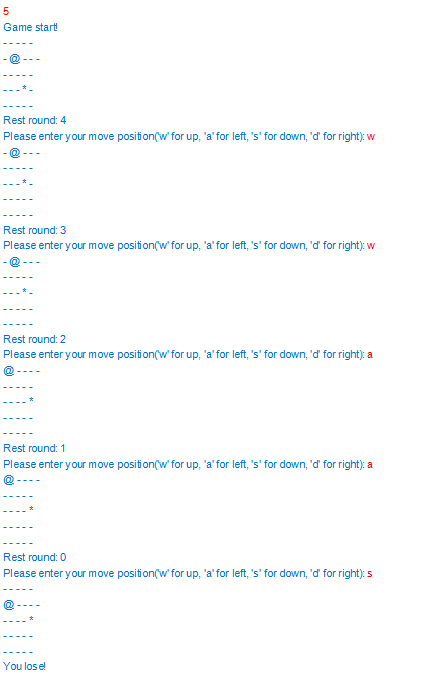 5
Game start!
- - - - -
- @ - - -
- - - - -
- - - * -
- - - - -
Rest round: 4
Please enter your move position('w' for up, 'a' for left, 's' for down, 'd' for right): w
- @ - - -
- - - - -
- - - * -
- - - - -
- - - - -
Rest round: 3
Please enter your move position('w' for up, 'a' for left, 's' for down, 'd' for right): w
- @ - - -
- - - - -
- - - * -
- - - - -
- - - - -
Rest round: 2
Please enter your move position('w' for up, 'a' for left, 's' for down, 'd' for right): a
@ - - - -
- - - - -
- - - - *
- - - - -
- - - - -
Rest round: 1
Please enter your move position('w' for up, 'a' for left, 's' for down, 'd' for right): a
@ - - - -
- - - - -
- - - - *
- - - - -
- - - - -
Rest round: 0
Please enter your move position('w' for up, 'a' for left, 's' for down, 'd' for right): s
- - - - -
@ - - - -
- - - - *
- - - - -
- - - - -
You lose!